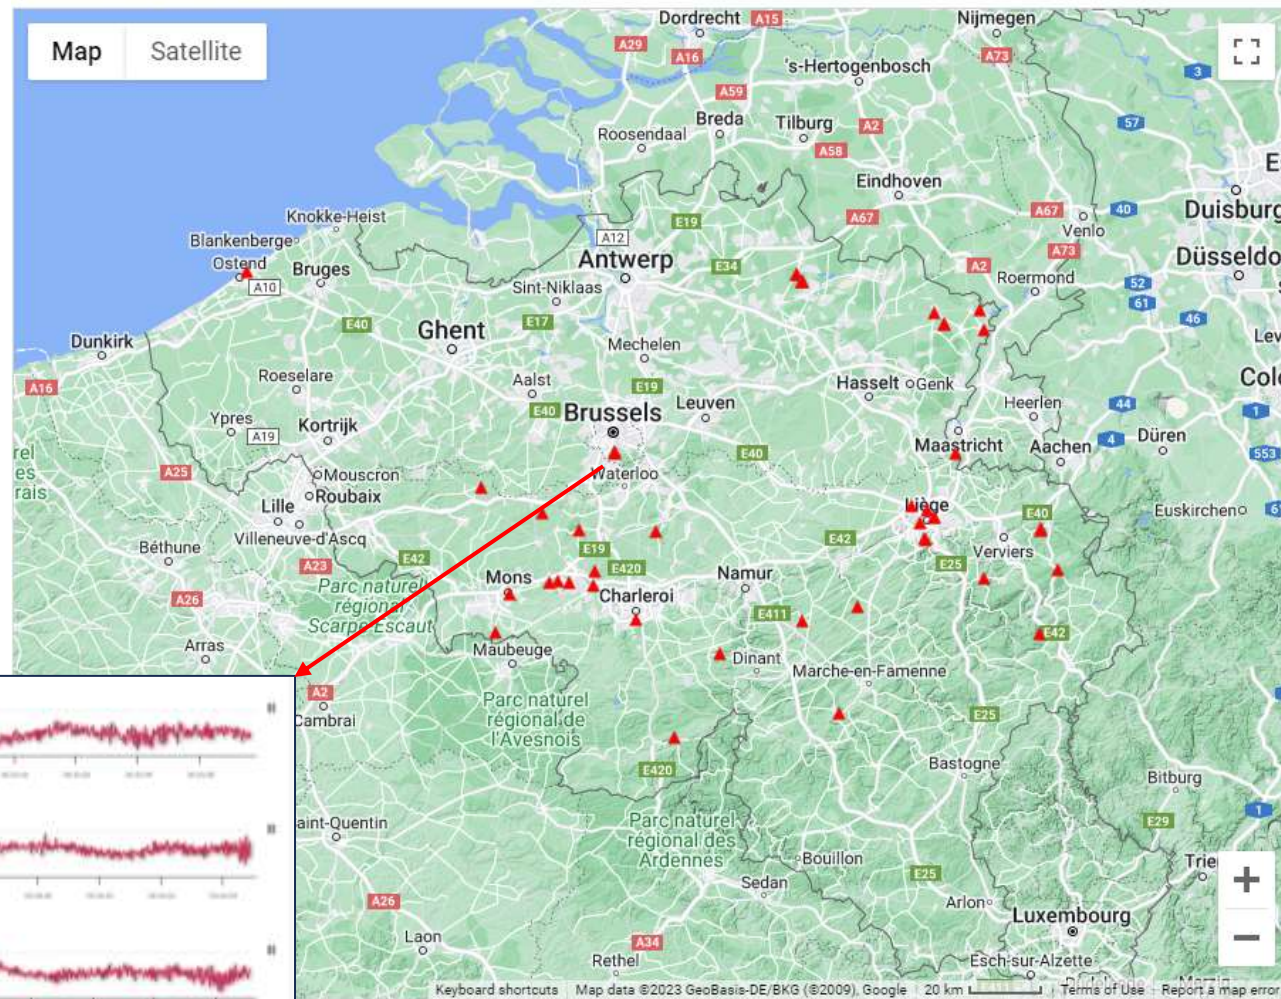 Map
Satellite
Dordrecht
A15
Nijmegen
A29
A16
A73
's-Hertogenbosch
3
A59
Breda
Tilburg
A2
57
Roosendaal
A58
Eindhoven
Duisburg
A67
A67
40
Knokke-Heist
E19
Venlo
Blankenberge
A12
A73
Ostend
Bruges
Antwerp
E34
A2
Roermond
A10
Sint-Niklaas
52
61
E40
Ghent
E17
46
Dunkirk
Mechelen
A16
Roeselare
Aalst
E19
Hasselt
Genk
Ypres
A19
Kortrijk
E40
Brussels
Leuven
Heerlen
44
1
Maastricht
Aachen
4
Düren
A25
Mouscron
Waterloo
E40
553
Lille
Roubaix
Liège
E40
Euskirchen
Villeneuve-d'Ascq
E19
E42
Verviers
Béthune
E42
A23
E420
E25
Parc naturel
régional
Scarpe-Escaut
Mons
Namur
A26
Charleroi
E411
Arras
Maubeuge
Dinant
E42
Marche-en-Famenne
A2
Cambrai
Parc naturel
régional de
l'Avesnois
E25
E420
Bastogne
Bitburg
Parc naturel
régional des
Ardennes
E29
1
Bouillon
Sedan
E25
A26
Arlon
Luxembourg
Laon
A34
Rethel
Esch-sur-Alzette
Keyboard shortcuts
Map data ©2023 GeoBasis-DE/BKG (©2009), Google
20 km
Terms of Use
Report a map error